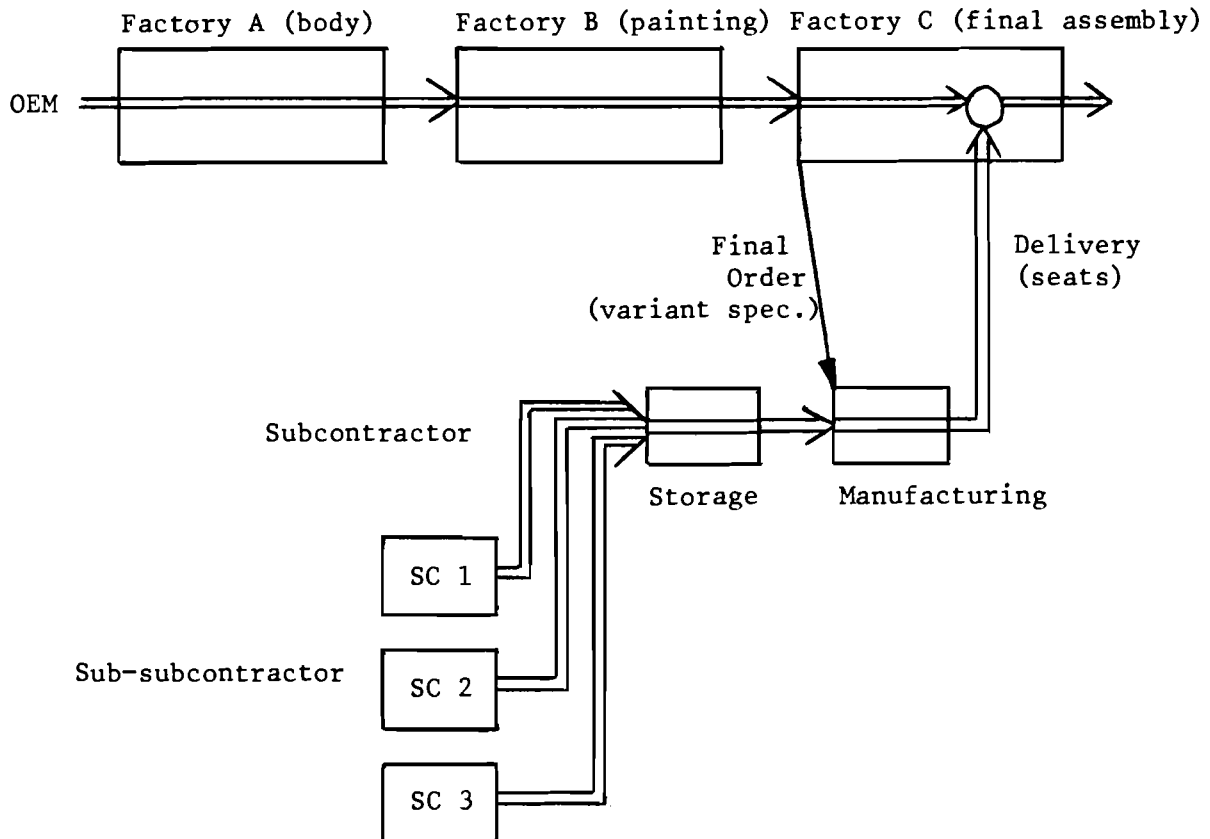 Factory A (body)
Factory B (painting)
Factory C (final assembly)
OEM
Final
Order
(variant spec.)
Delivery
(seats)
Subcontractor
Storage
Manufacturing
SC 1
Sub-subcontractor
SC 2
SC 3